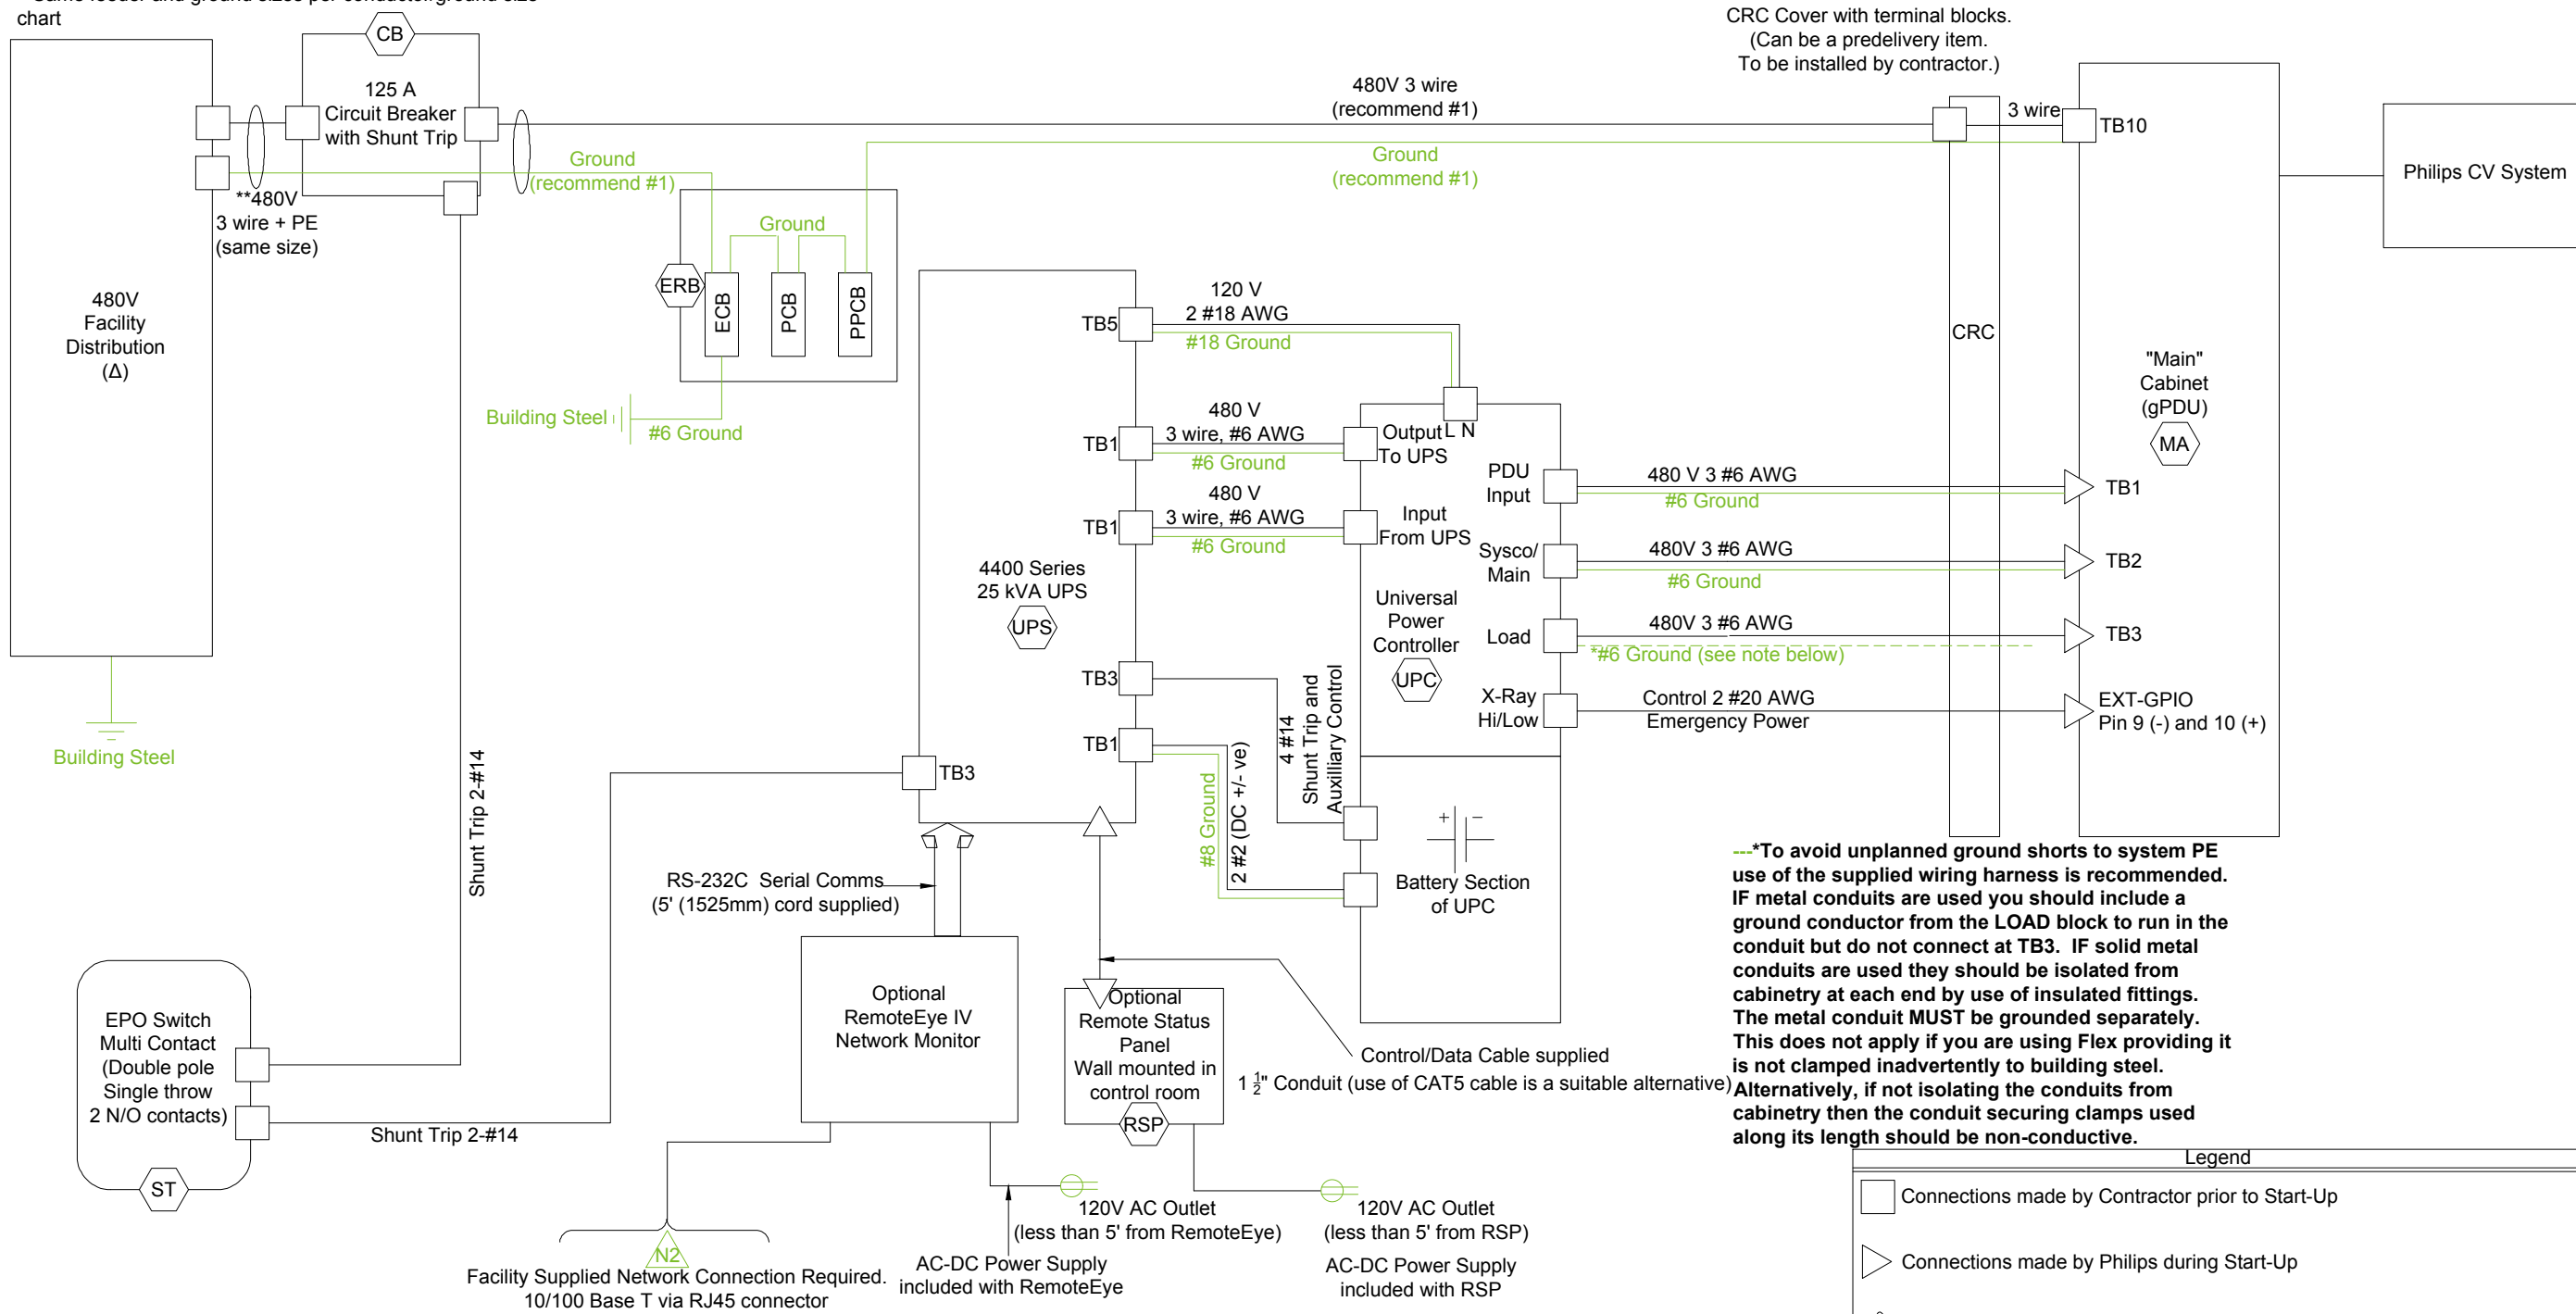 chart
CB
125 A
Circuit Breaker
with Shunt Trip
**480V
3 wire + PE
(same size)
480V
Facility
Distribution
(Δ)
Building Steel
Ground
(recommend #1)
480V 3 wire
(recommend #1)
Ground
(recommend #1)
CRC Cover with terminal blocks.
(Can be a predelivery item.
To be installed by contractor.)
3 wire
TB10
Philips CV System
Ground
ERB
ECB
PCB
PPCB
Building Steel
#6 Ground
TB5
120 V
2 #18 AWG
#18 Ground
TB1
480 V
3 wire, #6 AWG
#6 Ground
TB1
480 V
3 wire, #6 AWG
#6 Ground
4400 Series
25 kVA UPS
UPS
TB3
TB1
TB3
L N
Output
To UPS
Input
From UPS
PDU
Input
Sysco/
Main
Load
X-Ray
Hi/Low
Universal
Power
Controller
UPC
480 V 3 #6 AWG
#6 Ground
480V 3 #6 AWG
#6 Ground
480V 3 #6 AWG
*#6 Ground (see note below)
Control 2 #20 AWG
Emergency Power
CRC
"Main"
Cabinet
(gPDU)
MA
TB1
TB2
TB3
EXT-GPIO
Pin 9 (-) and 10 (+)
4 #14
Shunt Trip and
Auxilliary Control
#8 Ground
2 #2 (DC +/- ve)
+ -
Battery Section
of UPC
Shunt Trip 2-#14
EPO Switch
Multi Contact
(Double pole
Single throw
2 N/O contacts)
ST
Shunt Trip 2-#14
RS-232C Serial Comms
(5' (1525mm) cord supplied)
Optional
RemoteEye IV
Network Monitor
Optional
Remote Status
Panel
Wall mounted in
control room
RSP
Control/Data Cable supplied
1 ½" Conduit (use of CAT5 cable is a suitable alternative)
N2
Facility Supplied Network Connection Required.
10/100 Base T via RJ45 connector
120V AC Outlet
(less than 5' from RemoteEye)
AC-DC Power Supply
included with RemoteEye
120V AC Outlet
(less than 5' from RSP)
AC-DC Power Supply
included with RSP
---*To avoid unplanned ground shorts to system PE
use of the supplied wiring harness is recommended.
IF metal conduits are used you should include a
ground conductor from the LOAD block to run in the
conduit but do not connect at TB3. IF solid metal
conduits are used they should be isolated from
cabinetry at each end by use of insulated fittings.
The metal conduit MUST be grounded separately.
This does not apply if you are using Flex providing it
is not clamped inadvertently to building steel.
Alternatively, if not isolating the conduits from
cabinetry then the conduit securing clamps used
along its length should be non-conductive.
Legend
Connections made by Contractor prior to Start-Up
Connections made by Philips during Start-Up